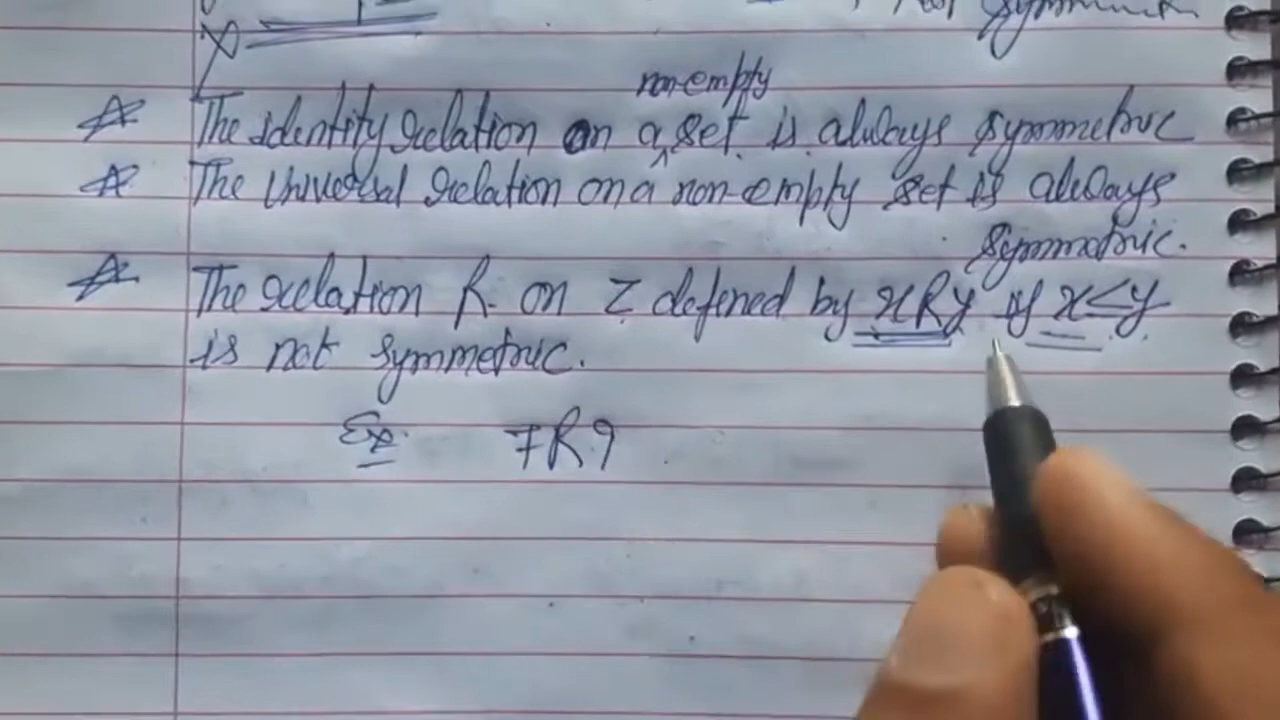 symmetric
non-empty
The identity relation on a set is always symmetric
The Universal relation on a non-empty set is always
symmetric.
The relation R on Z defined by xRy if x≤y
is not symmetric.
Ex. 7R9